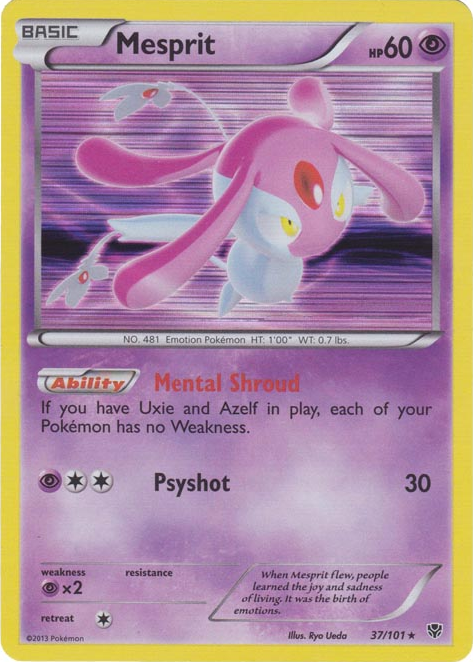 BASIC
Mesprit
HP60
NO. 481 Emotion Pokémon HT: 1'00" WT: 0.7 lbs.
Ability Mental Shroud
If you have Uxie and Azelf in play, each of your
Pokémon has no Weakness.
Psyshot 30
weakness resistance
×2
When Mesprit flew, people
learned the joy and sadness
of living. It was the birth of
emotions.
retreat
©2013 Pokémon
Illus. Ryo Ueda
37/101 ★